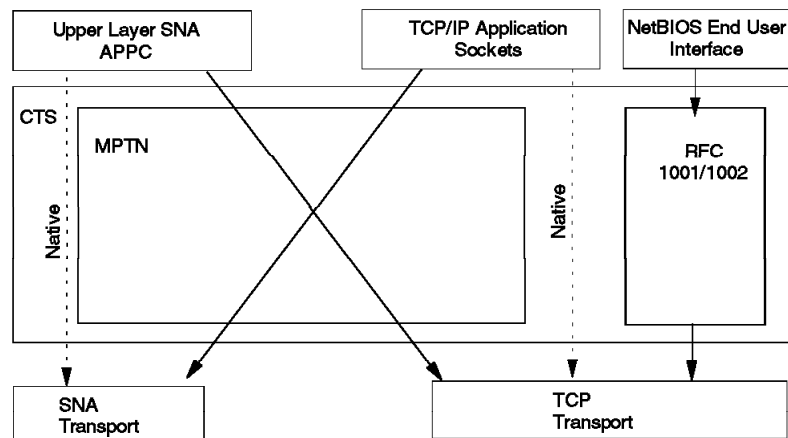 Upper Layer SNA
APPC
TCP/IP Application
Sockets
NetBIOS End User
Interface
CTS
MPTN
RFC
1001/1002
Native
Native
SNA
Transport
TCP
Transport